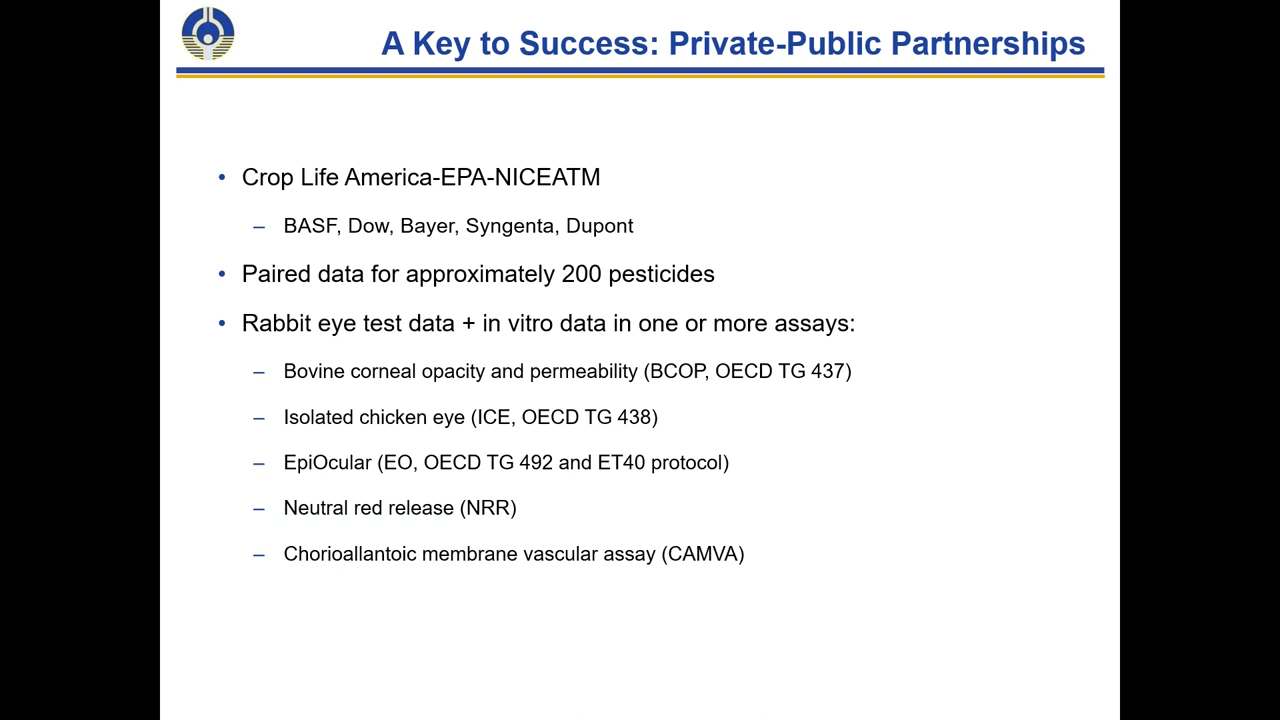 A Key to Success: Private-Public Partnerships
• Crop Life America-EPA-NICEATM
– BASF, Dow, Bayer, Syngenta, Dupont
• Paired data for approximately 200 pesticides
• Rabbit eye test data + in vitro data in one or more assays:
– Bovine corneal opacity and permeability (BCOP, OECD TG 437)
– Isolated chicken eye (ICE, OECD TG 438)
– EpiOcular (EO, OECD TG 492 and ET40 protocol)
– Neutral red release (NRR)
– Chorioallantoic membrane vascular assay (CAMVA)